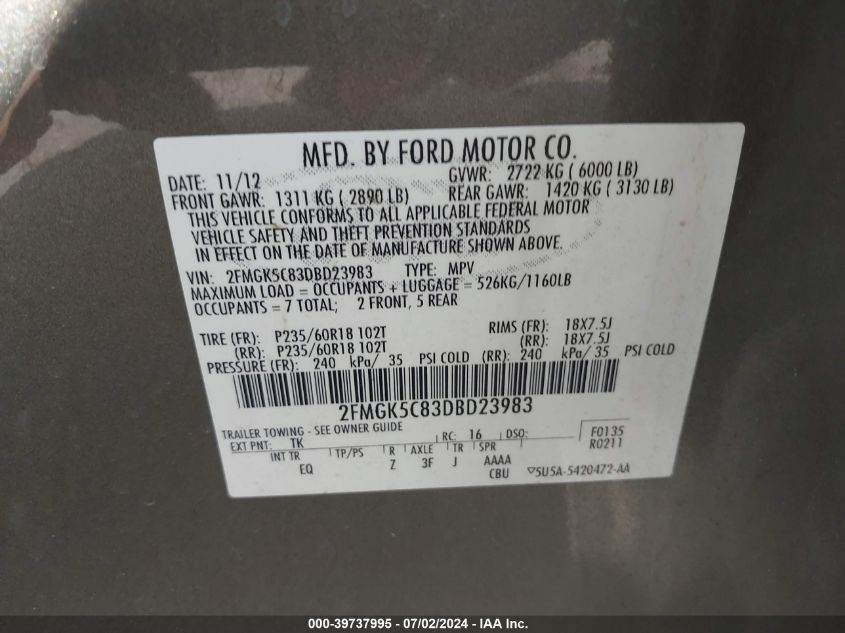 MFD. BY FORD MOTOR CO.
DATE: 11/12 GVWR: 2722 KG ( 6000 LB)
FRONT GAWR: 1311 KG ( 2890 LB) REAR GAWR: 1420 KG ( 3130 LB)
THIS VEHICLE CONFORMS TO ALL APPLICABLE FEDERAL MOTOR
VEHICLE SAFETY AND THEFT PREVENTION STANDARDS
IN EFFECT ON THE DATE OF MANUFACTURE SHOWN ABOVE.
VIN: 2FMGK5C83DBD23983 TYPE: MPV
MAXIMUM LOAD = OCCUPANTS + LUGGAGE = 526KG/1160LB
OCCUPANTS = 7 TOTAL; 2 FRONT, 5 REAR
TIRE (FR): P235/60R18 102T RIMS (FR): 18X7.5J
(RR): P235/60R18 102T (RR): 18X7.5J
PRESSURE (FR): 240 kPa/ 35 PSI COLD (RR): 240 kPa/ 35 PSI COLD
2FMGK5C83DBD23983
TRAILER TOWING - SEE OWNER GUIDE
EXT PNT: TK RC: 16 DSO: F0135
R0211
INT TR TP/PS R AXLE TR SPR
EQ Z 3F J AAAA
CBU 5U5A-5420472-AA
000-39737995 - 07/02/2024 - IAA Inc.